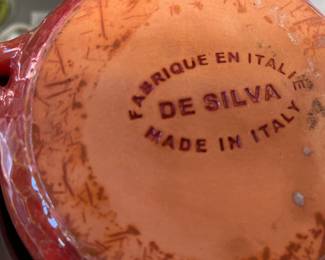 FABRIQUE EN ITALIE
DE SILVA
MADE IN ITALY